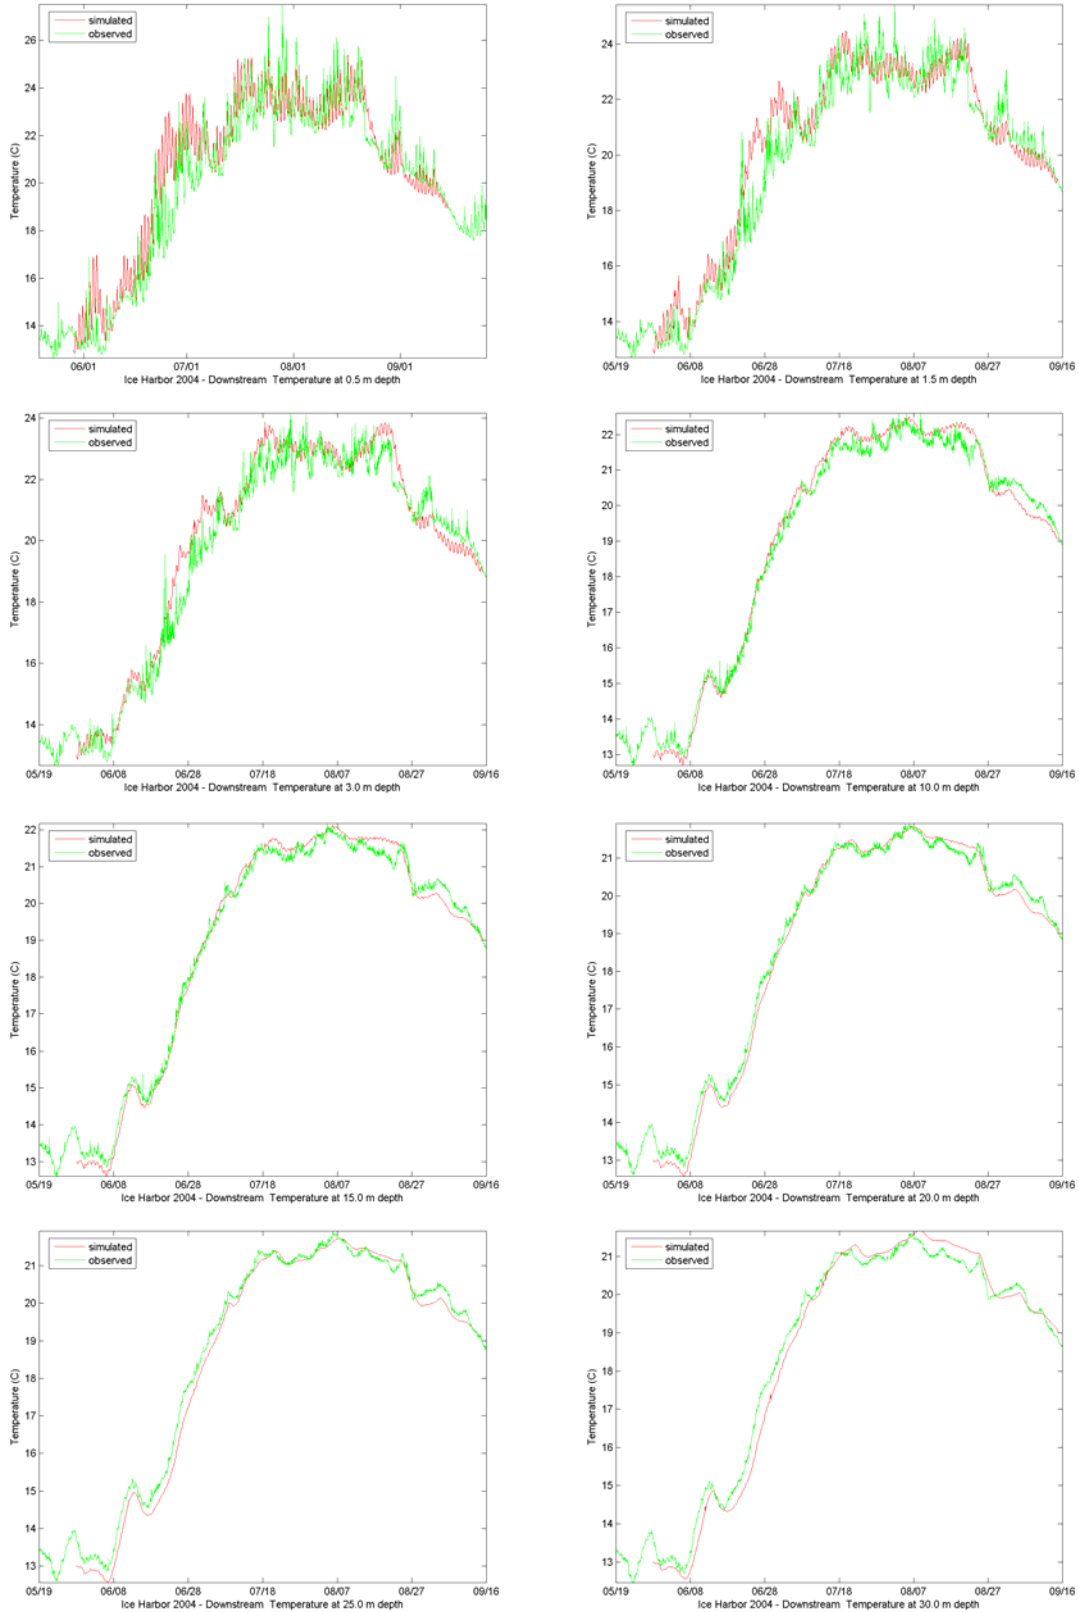 simulated
observed
26
24
22
20
18
16
14
Temperature (C)
06/01 07/01 08/01 09/01
Ice Harbor 2004 - Downstream Temperature at 0.5 m depth
simulated
observed
24
22
20
18
16
14
Temperature (C)
05/19 06/08 06/28 07/18 08/07 08/27 09/16
Ice Harbor 2004 - Downstream Temperature at 1.5 m depth
simulated
observed
24
22
20
18
16
14
Temperature (C)
05/19 06/08 06/28 07/18 08/07 08/27 09/16
Ice Harbor 2004 - Downstream Temperature at 3.0 m depth
simulated
observed
22
21
20
19
18
17
16
15
14
13
Temperature (C)
05/19 06/08 06/28 07/18 08/07 08/27 09/16
Ice Harbor 2004 - Downstream Temperature at 10.0 m depth
simulated
observed
22
21
20
19
18
17
16
15
14
13
Temperature (C)
05/19 06/08 06/28 07/18 08/07 08/27 09/16
Ice Harbor 2004 - Downstream Temperature at 15.0 m depth
simulated
observed
21
20
19
18
17
16
15
14
13
Temperature (C)
05/19 06/08 06/28 07/18 08/07 08/27 09/16
Ice Harbor 2004 - Downstream Temperature at 20.0 m depth
simulated
observed
21
20
19
18
17
16
15
14
13
Temperature (C)
05/19 06/08 06/28 07/18 08/07 08/27 09/16
Ice Harbor 2004 - Downstream Temperature at 25.0 m depth
simulated
observed
21
20
19
18
17
16
15
14
13
Temperature (C)
05/19 06/08 06/28 07/18 08/07 08/27 09/16
Ice Harbor 2004 - Downstream Temperature at 30.0 m depth